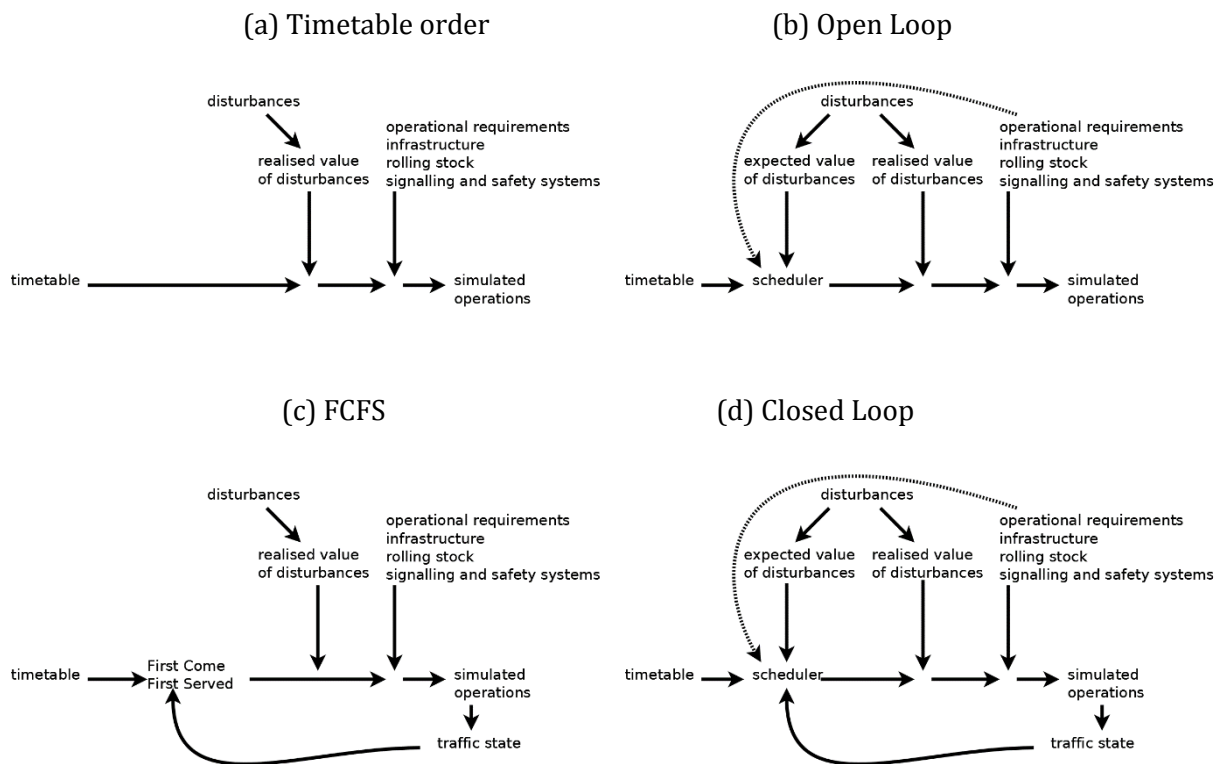 (a) Timetable order
disturbances
operational requirements
infrastructure
realised value
rolling stock
of disturbances
signalling and safety systems
timetable
simulated
operations
(b) Open Loop
disturbances
operational requirements
infrastructure
expected value
realised value
rolling stock
of disturbances
of disturbances
signalling and safety systems
timetable
scheduler
simulated
operations
(c) FCFS
disturbances
operational requirements
infrastructure
realised value
rolling stock
of disturbances
signalling and safety systems
timetable
First Come
First Served
simulated
operations
traffic state
(d) Closed Loop
disturbances
operational requirements
infrastructure
expected value
realised value
rolling stock
of disturbances
of disturbances
signalling and safety systems
timetable
scheduler
simulated
operations
traffic state